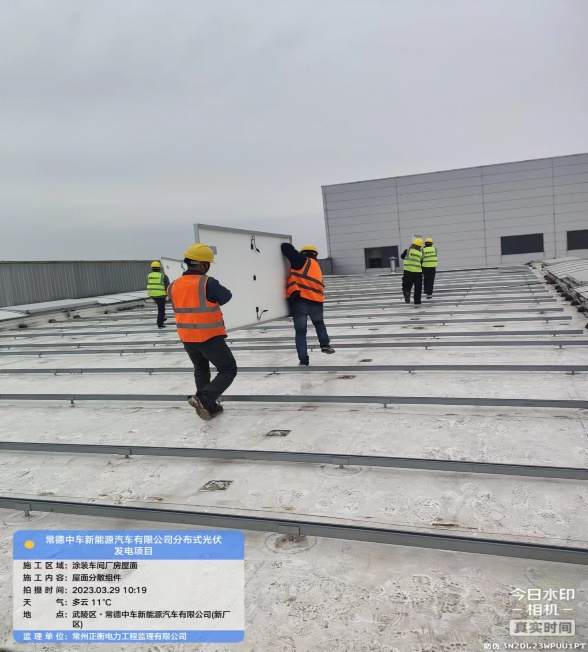 常德中车新能源汽车有限公司分布式光伏
发电项目
施工区域：涂装车间厂房屋面
施工内容：屋面分散组件
拍摄时间：2023.03.29 10:19
天　　气：多云 11℃
地　　点：武陵区·常德中车新能源汽车有限公司(新厂
区)
监理单位：常州正衡电力工程监理有限公司
今日水印
－相机－
真实时间
防伪 3N2DL23WPUU1PT